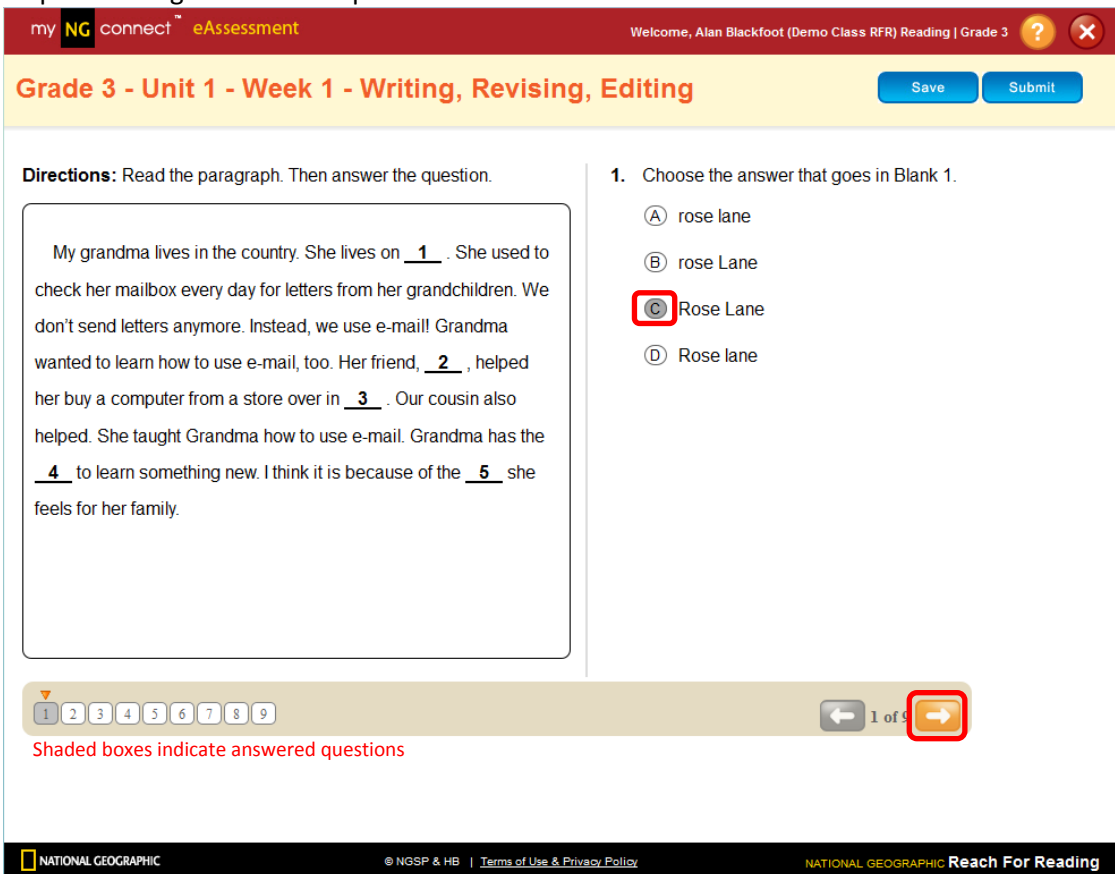 my NG connect™ eAssessment
Welcome, Alan Blackfoot (Demo Class RFR) Reading | Grade 3 ?
Grade 3 - Unit 1 - Week 1 - Writing, Revising, Editing
Save Submit
Directions: Read the paragraph. Then answer the question.
My grandma lives in the country. She lives on 1 . She used to
check her mailbox every day for letters from her grandchildren. We
don't send letters anymore. Instead, we use e-mail! Grandma
wanted to learn how to use e-mail, too. Her friend, 2 , helped
her buy a computer from a store over in 3 . Our cousin also
helped. She taught Grandma how to use e-mail. Grandma has the
4 to learn something new. I think it is because of the 5 she
feels for her family.
1. Choose the answer that goes in Blank 1.
A rose lane
B rose Lane
C Rose Lane
D Rose lane
1 2 3 4 5 6 7 8 9
1 of 9
Shaded boxes indicate answered questions
NATIONAL GEOGRAPHIC
© NGSP & HB | Terms of Use & Privacy Policy
NATIONAL GEOGRAPHIC Reach For Reading